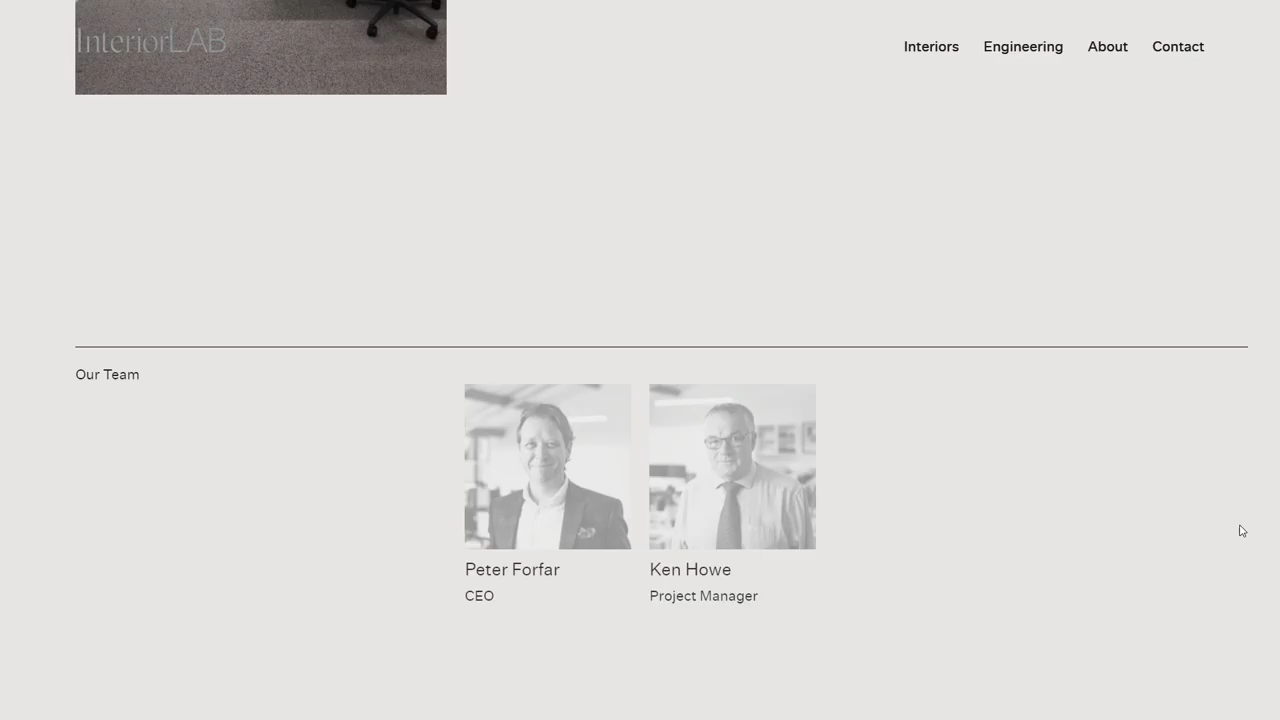 InteriorLAB
Interiors Engineering About Contact
Our Team
Peter Forfar
CEO
Ken Howe
Project Manager